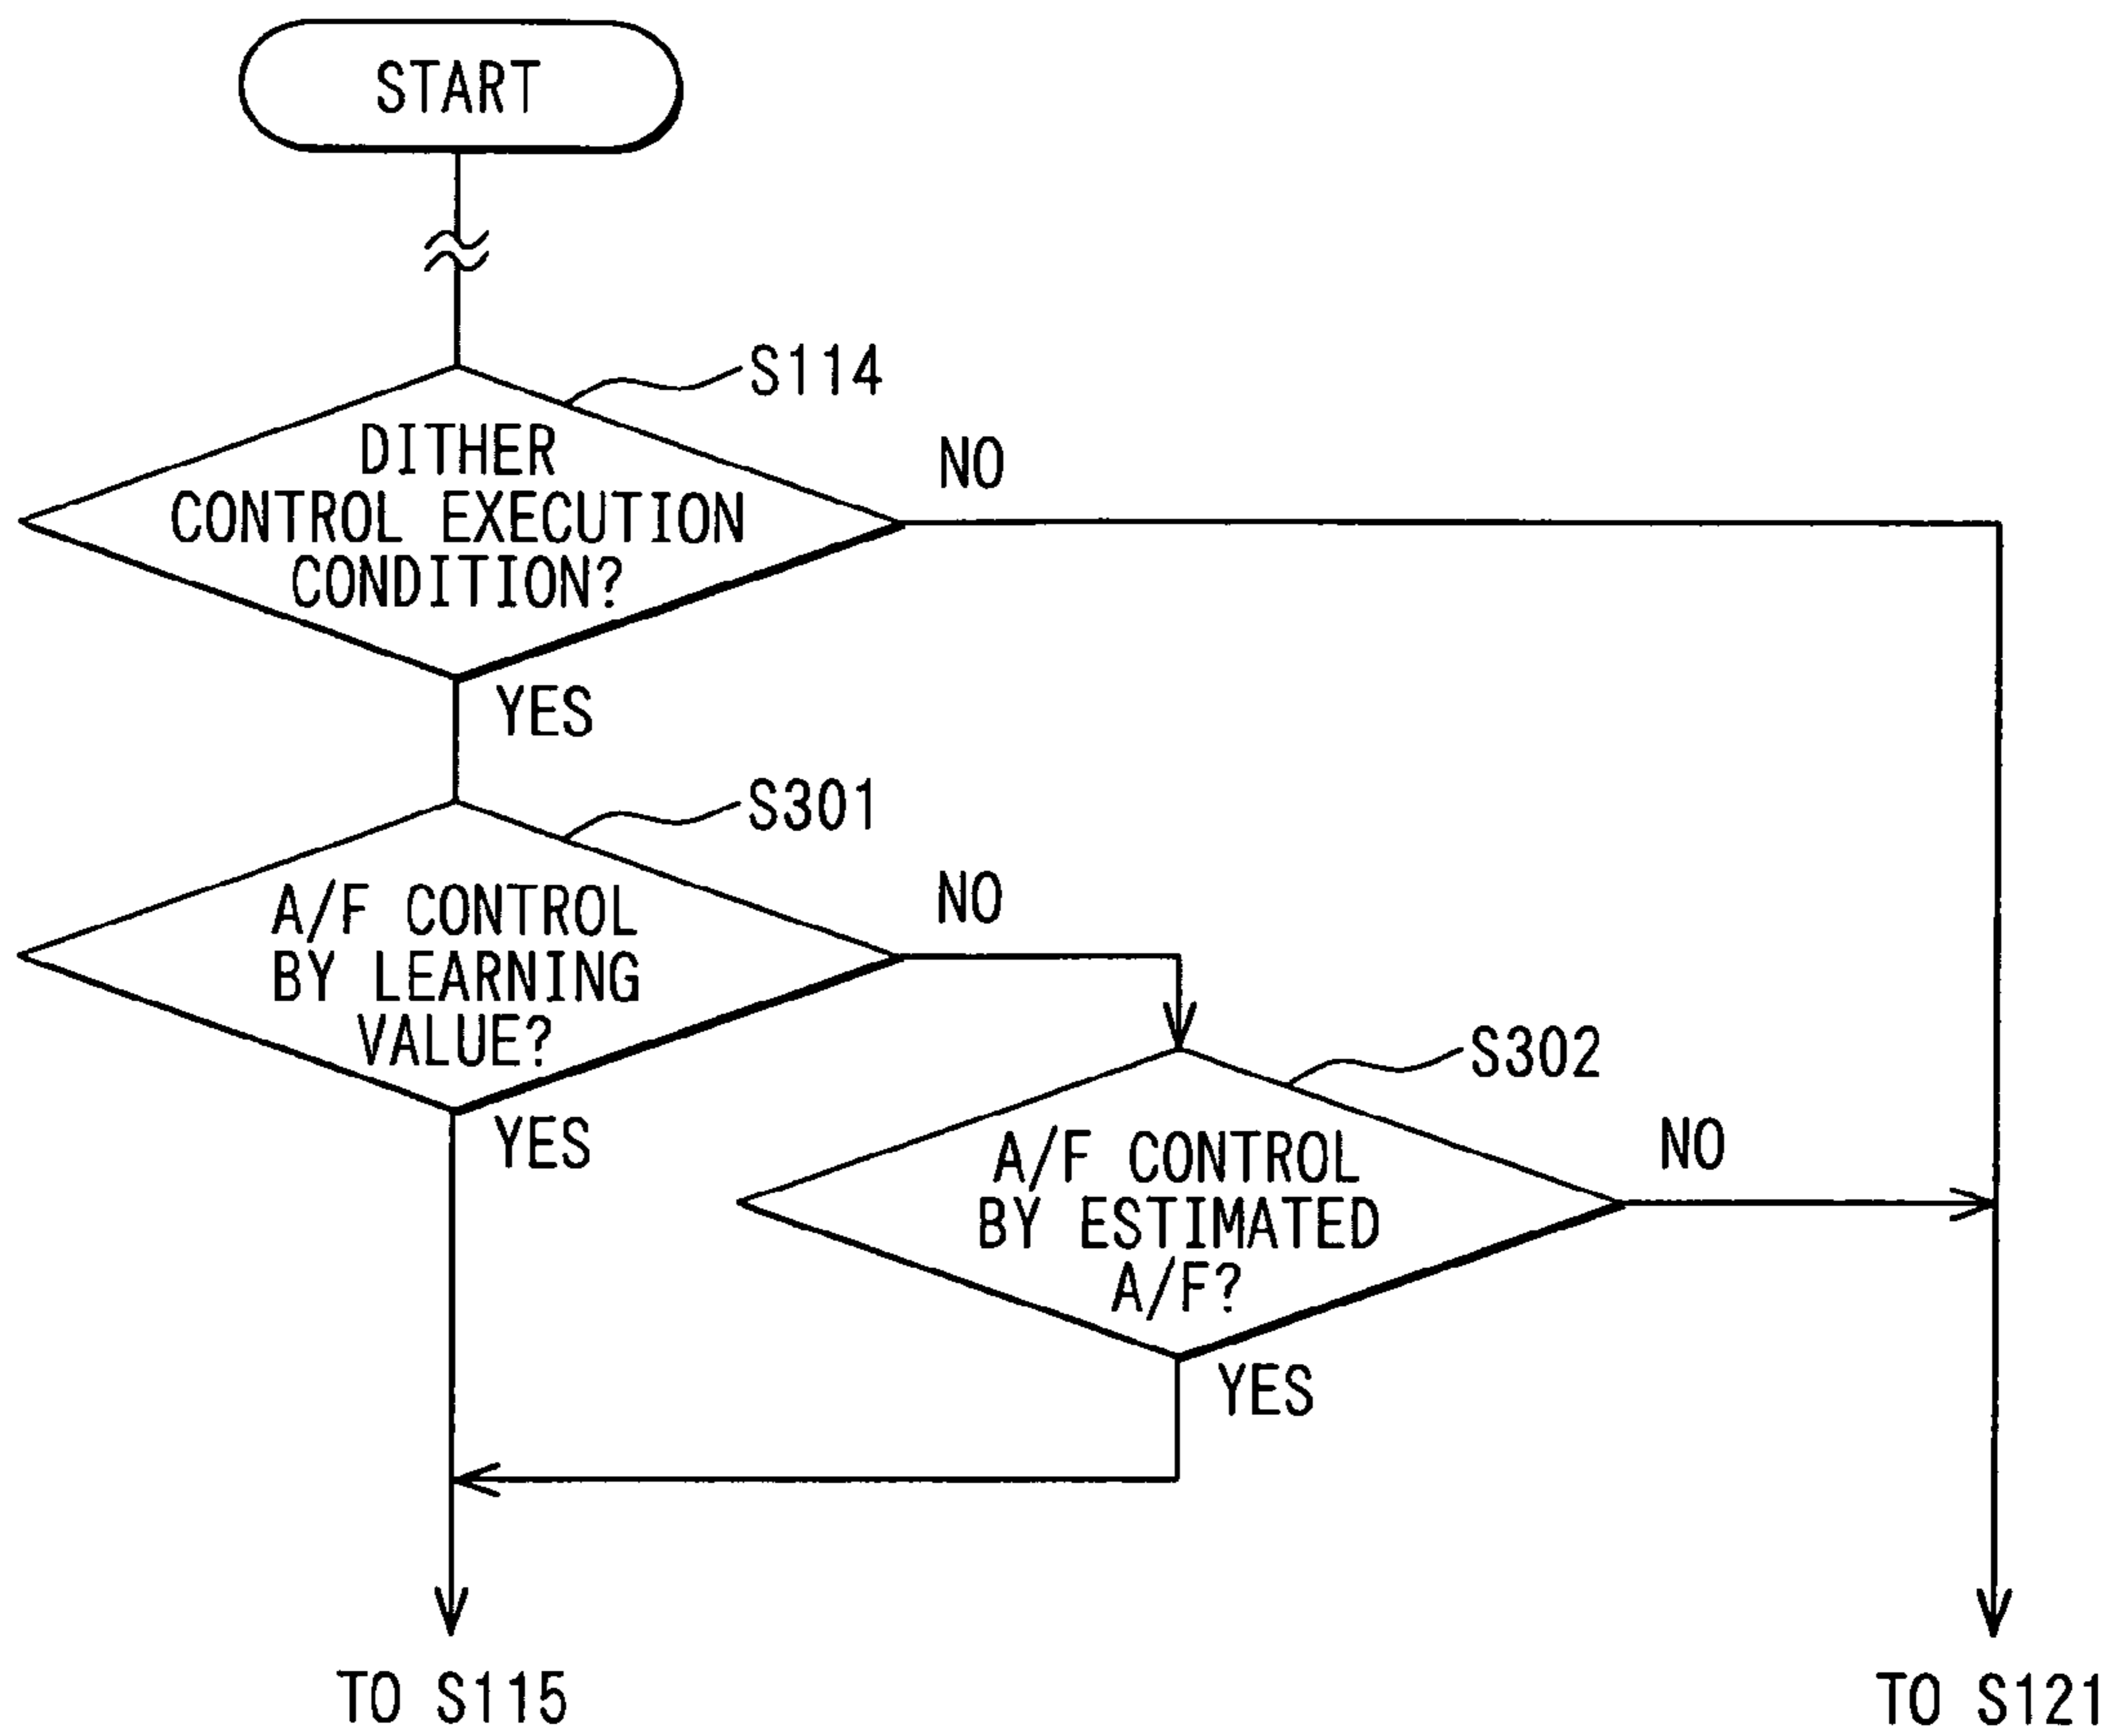 START
S114
DITHER
CONTROL EXECUTION
CONDITION?
NO
YES
S301
A/F CONTROL
BY LEARNING
VALUE?
NO
YES
S302
A/F CONTROL
BY ESTIMATED
A/F?
NO
YES
TO S115
TO S121